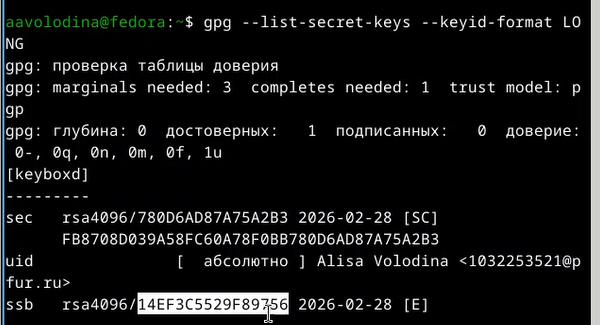 aavolodina@fedora:~$ gpg --list-secret-keys --keyid-format LO
NG
gpg: проверка таблицы доверия
gpg: marginals needed: 3  completes needed: 1  trust model: p
gp
gpg: глубина: 0  достоверных:   1  подписанных:   0  доверие:
 0-, 0q, 0n, 0m, 0f, 1u
[keyboxd]
---------
sec   rsa4096/780D6AD87A75A2B3 2026-02-28 [SC]
      FB8708D039A58FC60A78F0BB780D6AD87A75A2B3
uid               [  абсолютно ] Alisa Volodina <1032253521@p
fur.ru>
ssb   rsa4096/14EF3C5529F89756 2026-02-28 [E]